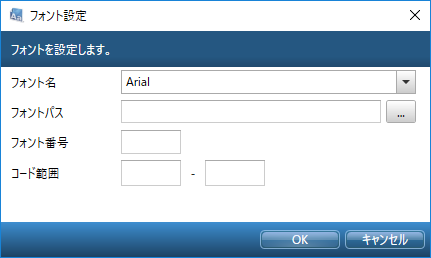 フォント設定
フォントを設定します。
フォント名 Arial
フォントパス ...
フォント番号
コード範囲 -
OK キャンセル